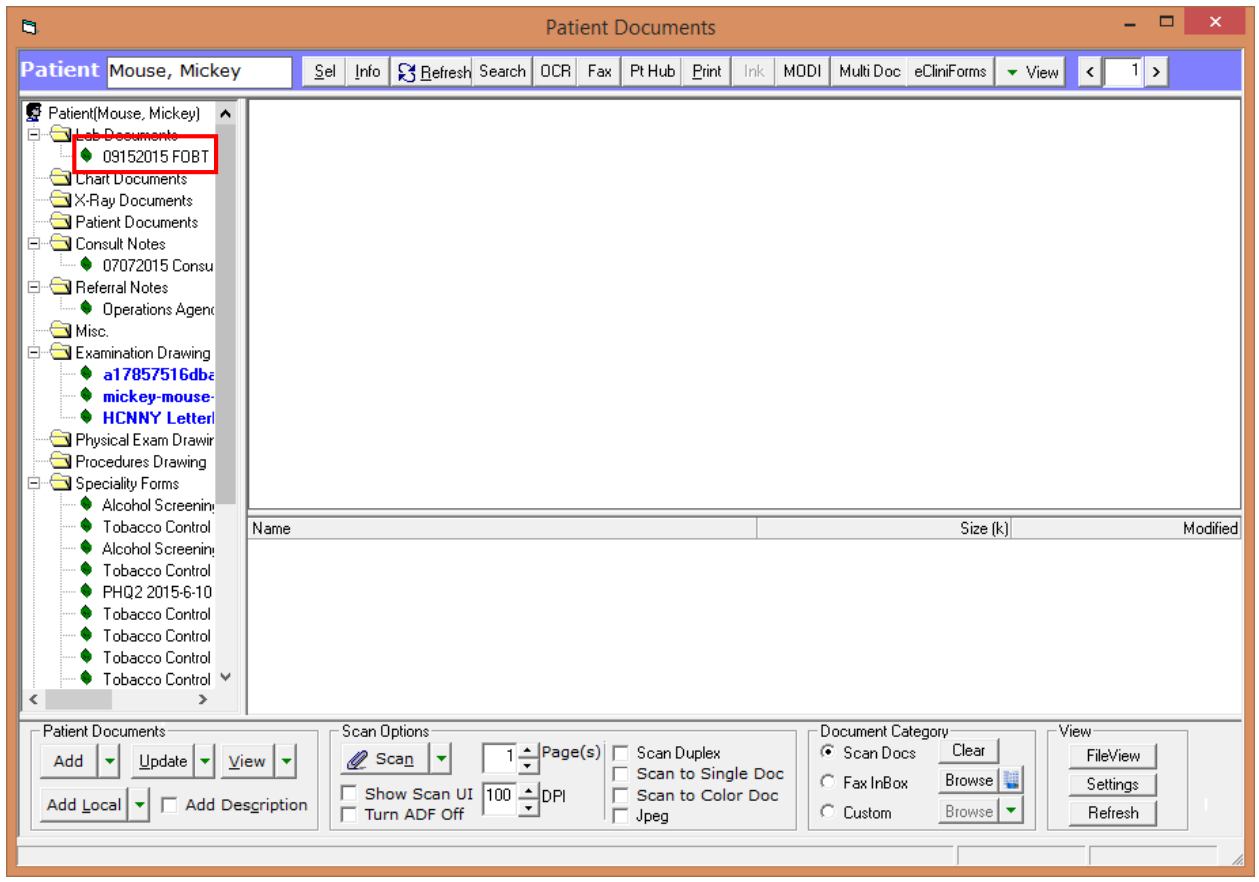 Patient Documents
Patient Mouse, Mickey Sel Info Refresh Search OCR Fax Pt Hub Print Ink MODI Multi Doc eCliniForms View < 1 >
Patient(Mouse, Mickey)
Lab Documents
09152015 FOBT
Chart Documents
X-Ray Documents
Patient Documents
Consult Notes
07072015 Consu
Referral Notes
Operations Agenc
Misc.
Examination Drawing
a17857516dba
mickey-mouse-
HCNNY Letterl
Physical Exam Drawir
Procedures Drawing
Speciality Forms
Alcohol Screenin
Tobacco Control
Alcohol Screenin
Tobacco Control
PHQ2 2015-6-10
Tobacco Control
Tobacco Control
Tobacco Control
Tobacco Control
Name Size (k) Modified
Patient Documents
Add Update View
Add Local Add Description
Scan Options
Scan 1 Page(s)
Show Scan UI 100 DPI
Turn ADF Off
Scan Duplex
Scan to Single Doc
Scan to Color Doc
Jpeg
Document Category
Scan Docs Clear
Fax InBox Browse
Custom Browse
View
FileView
Settings
Refresh